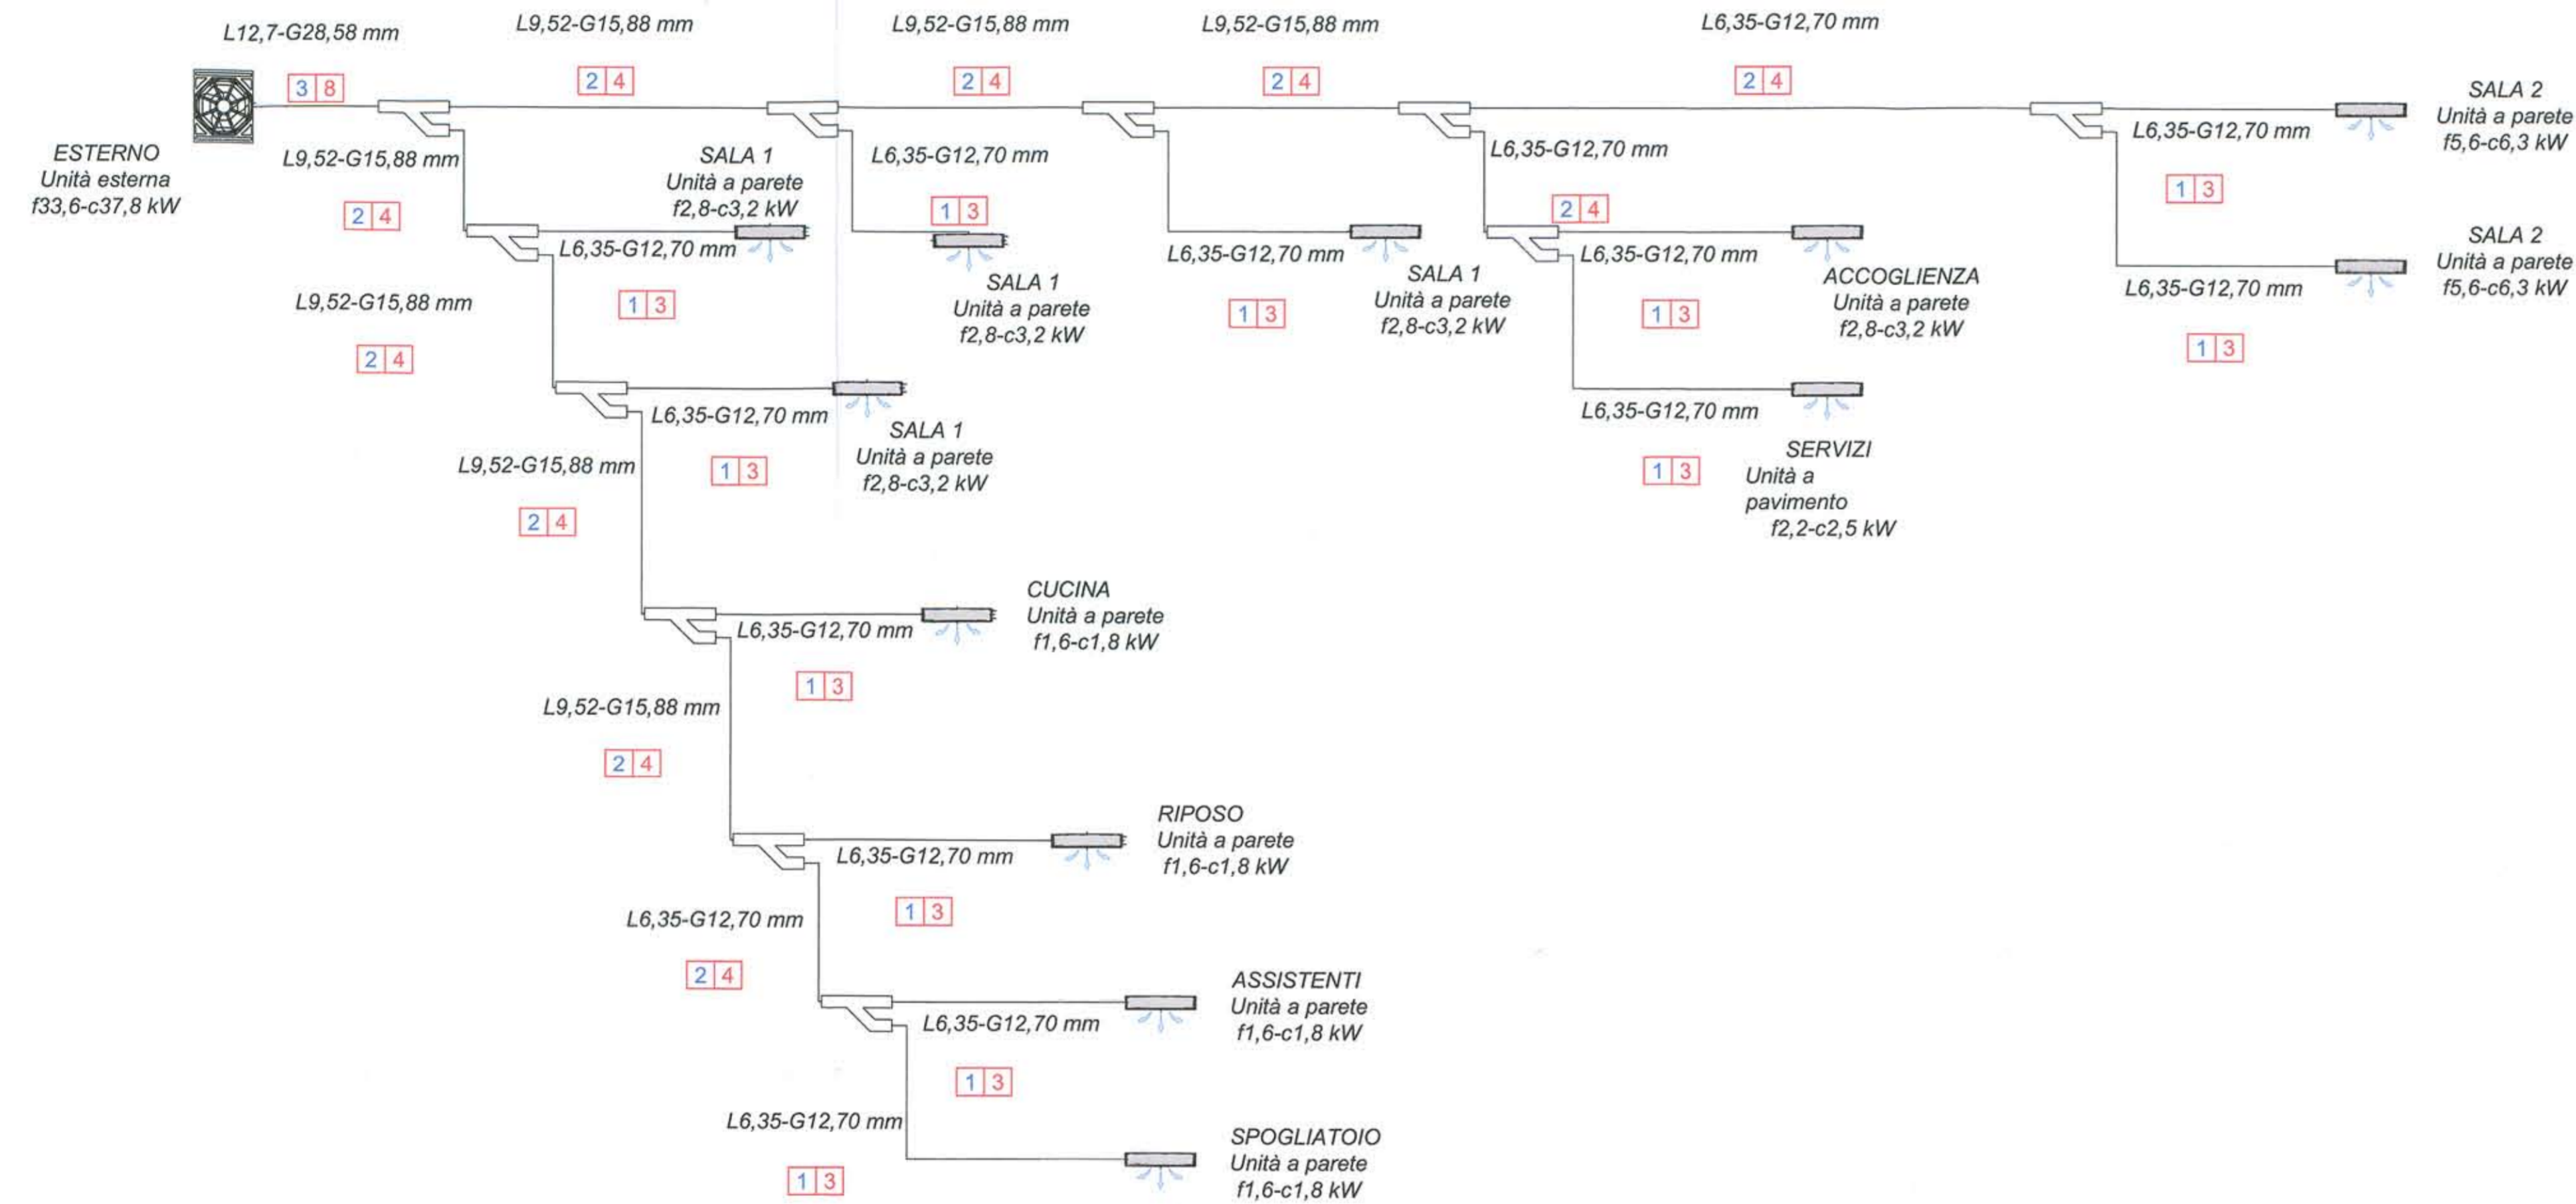 L12,7-G28,58 mm
L9,52-G15,88 mm
L9,52-G15,88 mm
L9,52-G15,88 mm
L6,35-G12,70 mm
3 8
2 4
2 4
2 4
2 4
ESTERNO
Unità esterna
f33,6-c37,8 kW
L9,52-G15,88 mm
2 4
SALA 1
Unità a parete
f2,8-c3,2 kW
L6,35-G12,70 mm
1 3
L6,35-G12,70 mm
1 3
SALA 1
Unità a parete
f2,8-c3,2 kW
L6,35-G12,70 mm
1 3
SALA 1
Unità a parete
f2,8-c3,2 kW
L6,35-G12,70 mm
2 4
L6,35-G12,70 mm
1 3
ACCOGLIENZA
Unità a parete
f2,8-c3,2 kW
L6,35-G12,70 mm
1 3
SERVIZI
Unità a
pavimento
f2,2-c2,5 kW
L6,35-G12,70 mm
1 3
SALA 2
Unità a parete
f5,6-c6,3 kW
L6,35-G12,70 mm
1 3
SALA 2
Unità a parete
f5,6-c6,3 kW
L9,52-G15,88 mm
2 4
L6,35-G12,70 mm
1 3
SALA 1
Unità a parete
f2,8-c3,2 kW
L9,52-G15,88 mm
2 4
L6,35-G12,70 mm
1 3
CUCINA
Unità a parete
f1,6-c1,8 kW
L9,52-G15,88 mm
2 4
L6,35-G12,70 mm
1 3
RIPOSO
Unità a parete
f1,6-c1,8 kW
L6,35-G12,70 mm
2 4
L6,35-G12,70 mm
1 3
ASSISTENTI
Unità a parete
f1,6-c1,8 kW
L6,35-G12,70 mm
1 3
SPOGLIATOIO
Unità a parete
f1,6-c1,8 kW